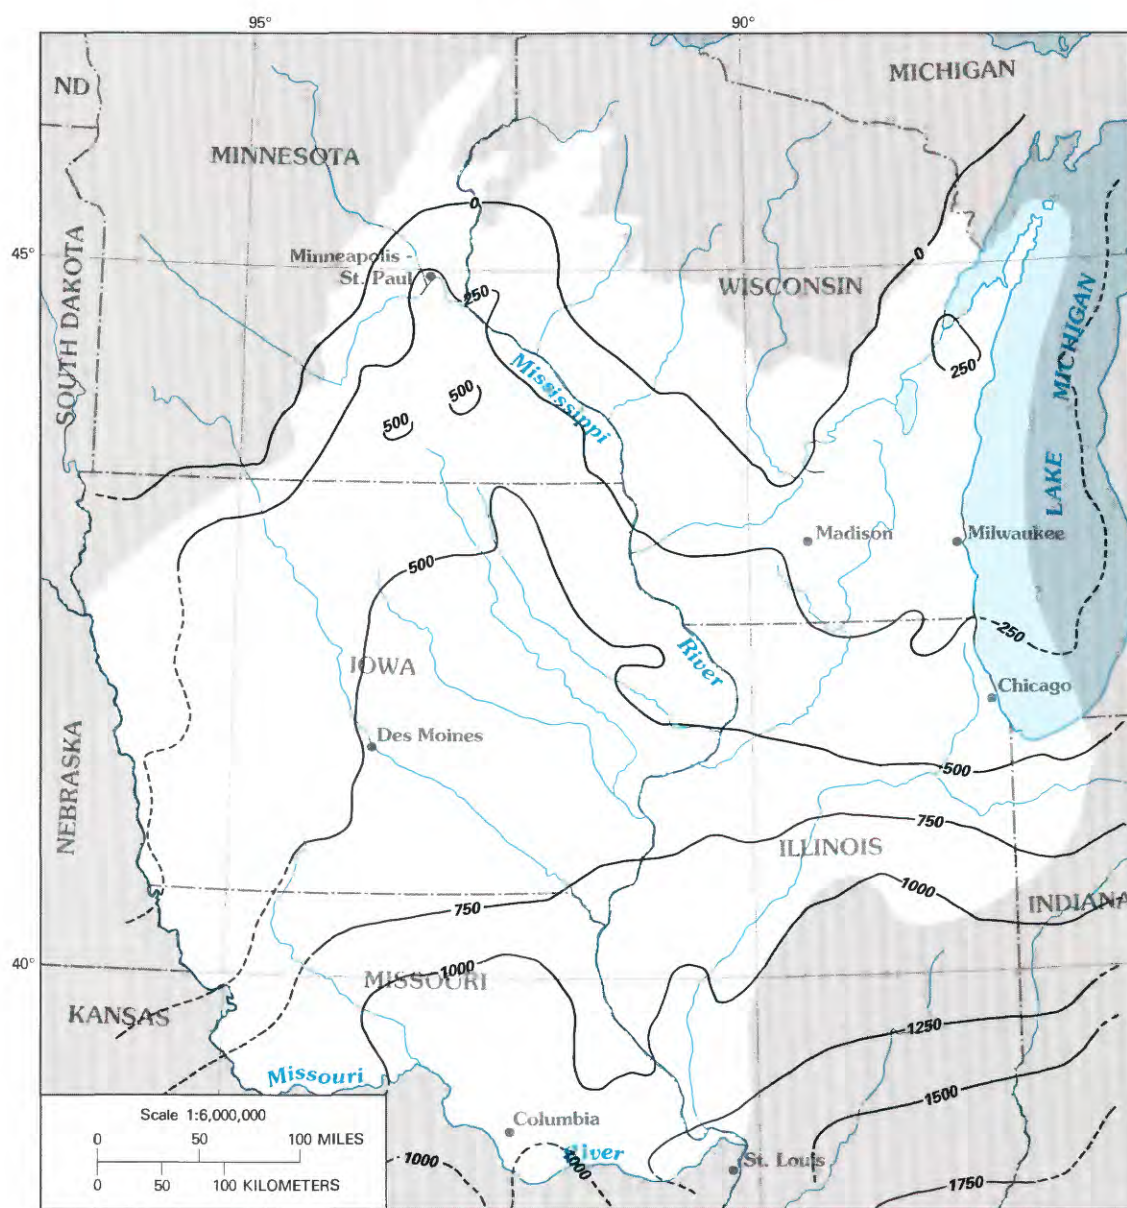 95°
90°
ND
MICHIGAN
MINNESOTA
0
45°
0
Minneapolis -
St. Paul
WISCONSIN
250
SOUTH DAKOTA
Mississippi
LAKE MICHIGAN
250
500
500
Madison
Milwaukee
500
250
River
IOWA
Chicago
Des Moines
500
NEBRASKA
750
ILLINOIS
1000
750
INDIANA
40°
1000
MISSOURI
KANSAS
1250
Missouri
1500
Scale 1:6,000,000
0 50 100 MILES
0 50 100 KILOMETERS
Columbia
River
St. Louis
1000
1000
1750